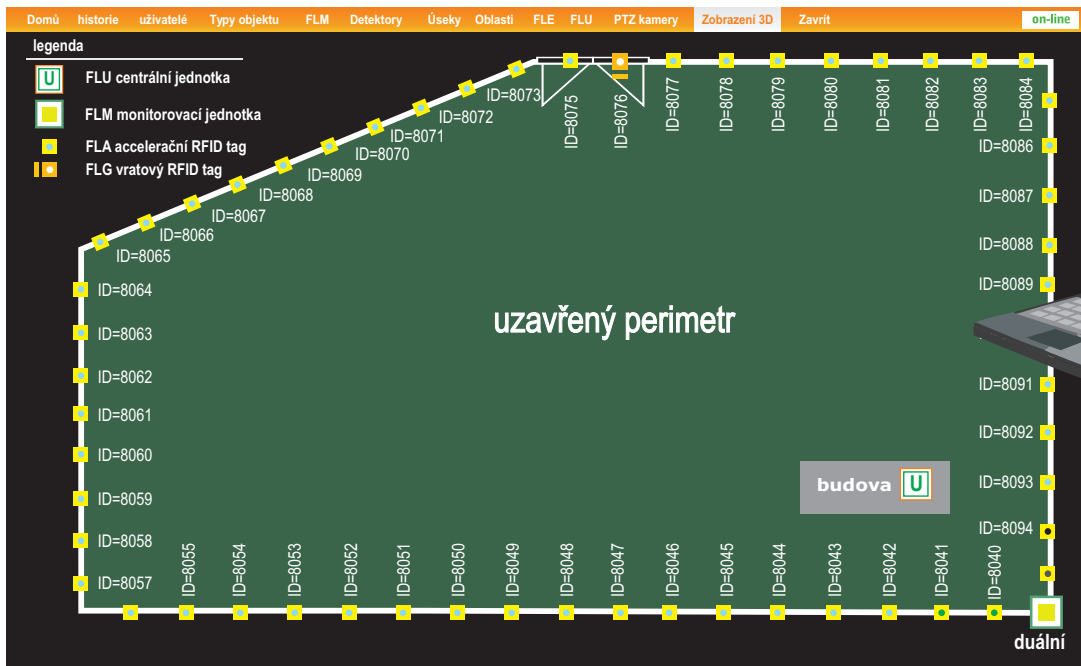 Domů historie uživatelé Typy objektu FLM Detektory Úseky Oblasti FLE FLU PTZ kamery Zobrazení 3D Zavrít on-line
legenda
U FLU centrální jednotka
FLM monitorovací jednotka
FLA accelerační RFID tag
FLG vratový RFID tag
ID=8073
ID=8072
ID=8071
ID=8070
ID=8069
ID=8068
ID=8067
ID=8066
ID=8065
ID=8075
ID=8076
ID=8077
ID=8078
ID=8079
ID=8080
ID=8081
ID=8082
ID=8083
ID=8084
ID=8086
ID=8087
ID=8088
ID=8089
ID=8091
ID=8092
ID=8093
ID=8094
uzavřený perimetr
budova U
ID=8064
ID=8063
ID=8062
ID=8061
ID=8060
ID=8059
ID=8058
ID=8057
ID=8055
ID=8054
ID=8053
ID=8052
ID=8051
ID=8050
ID=8049
ID=8048
ID=8047
ID=8046
ID=8045
ID=8044
ID=8043
ID=8042
ID=8041
ID=8040
duální